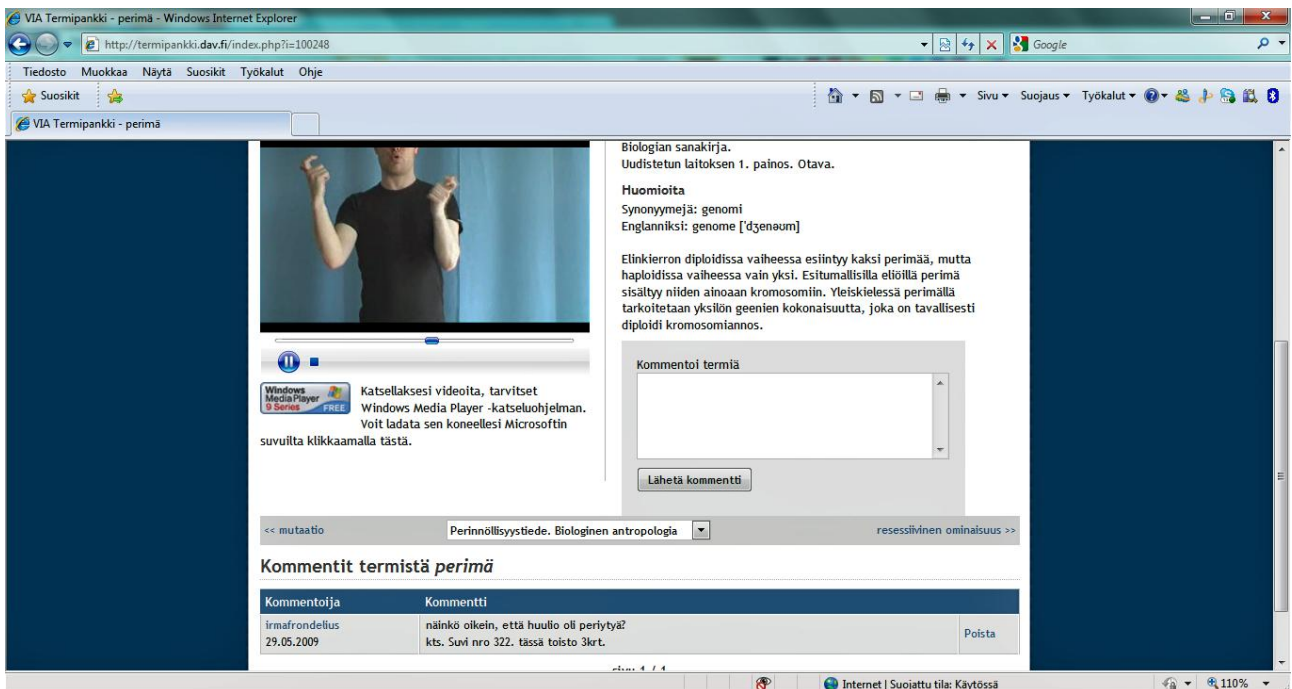 VIA Termipankki - perimä - Windows Internet Explorer
http://termipankki.dav.fi/index.php?i=100248
Google
Tiedosto Muokkaa Näytä Suosikit Työkalut Ohje
Suosikit
Sivu Suojaus Työkalut
VIA Termipankki - perimä
Biologian sanakirja.
Uudistetun laitoksen 1. painos. Otava.
Huomioita
Synonyymejä: genomi
Englanniksi: genome ['dʒenəʊm]
Elinkierron diploidissa vaiheessa esiintyy kaksi perimää, mutta
haploidissa vaiheessa vain yksi. Esitumallisilla eliöillä perimä
sisältyy niiden ainoaan kromosomiin. Yleiskielessä perimällä
tarkoitetaan yksilön geenien kokonaisuutta, joka on tavallisesti
diploidi kromosomiannos.
Windows
MediaPlayer
9 Series FREE
Katsellaksesi videoita, tarvitset
Windows Media Player -katseluohjelman.
Voit ladata sen koneellesi Microsoftin
suvuilta klikkaamalla tästä.
Kommentoi termiä
Lähetä kommentti
<< mutaatio
Perinnöllisyystiede. Biologinen antropologia
resessiivinen ominaisuus >>
Kommentit termistä perimä
Kommentoija Kommentti
irmafrondelius
29.05.2009
näinkö oikein, että huulio oli periytyä?
kts. Suvi nro 322. tässä toisto 3krt.
Poista
sivu 1 / 1
Internet | Suojattu tila: Käytössä
110%